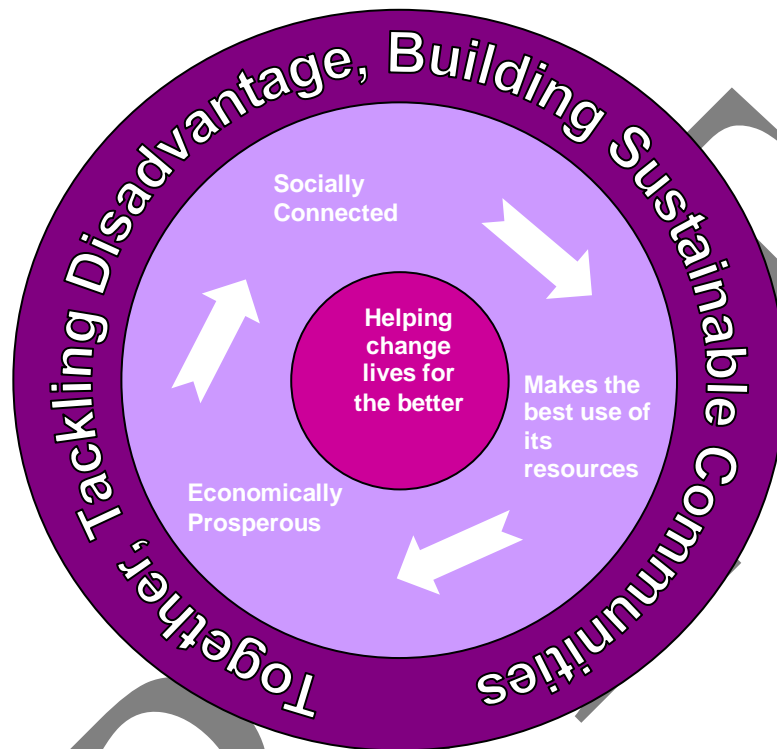 Together, Tackling Disadvantage, Building Sustainable Communities
Socially
Connected
Helping
change
lives for
the better
Makes the
best use of
its
resources
Economically
Prosperous